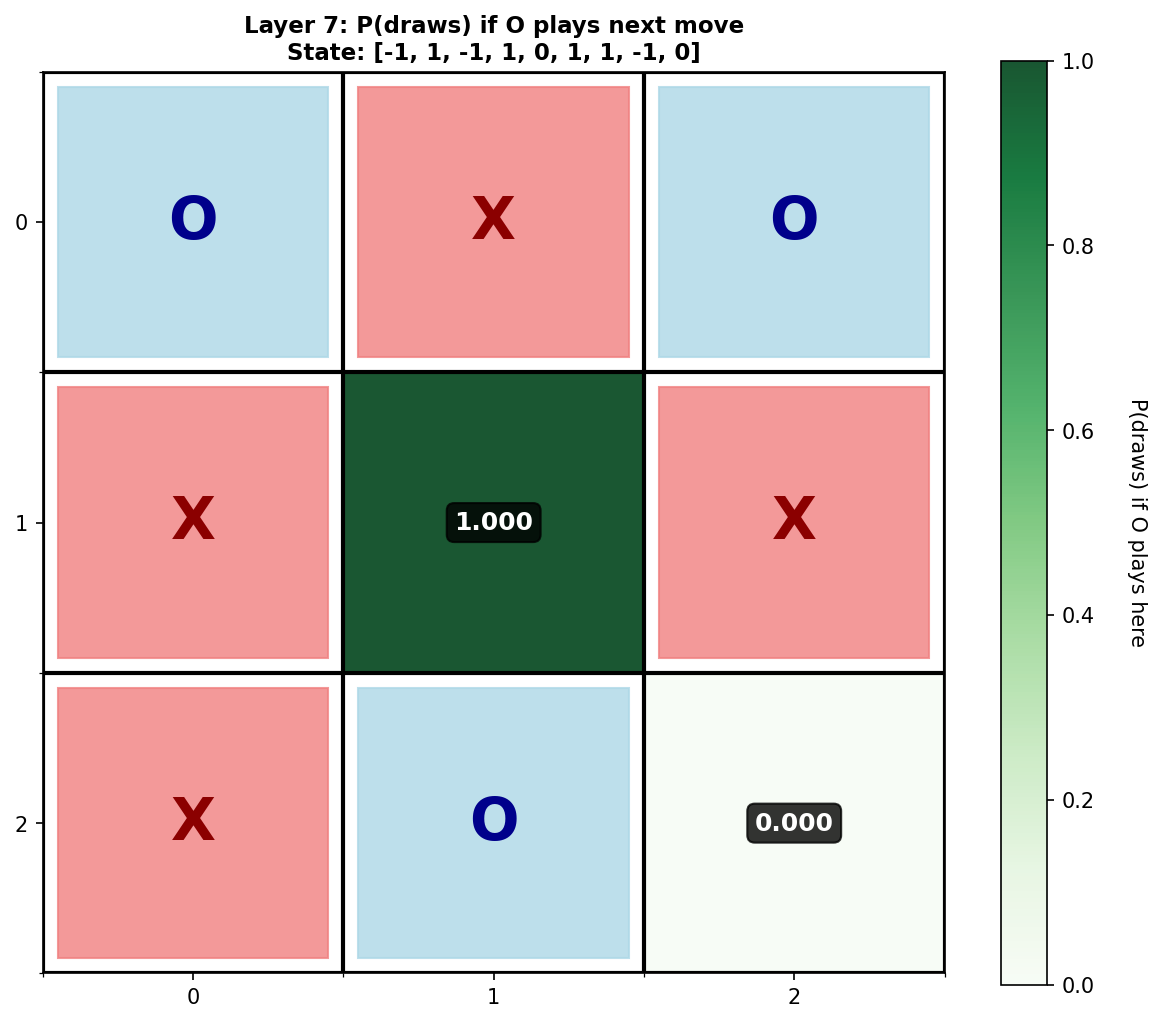 Layer 7: P(draws) if O plays next move
State: [-1, 1, -1, 1, 0, 1, 1, -1, 0]
0
O
X
O
1
X
1.000
X
2
X
O
0.000
0
1
2
1.0
0.8
0.6
0.4
0.2
0.0
P(draws) if O plays here